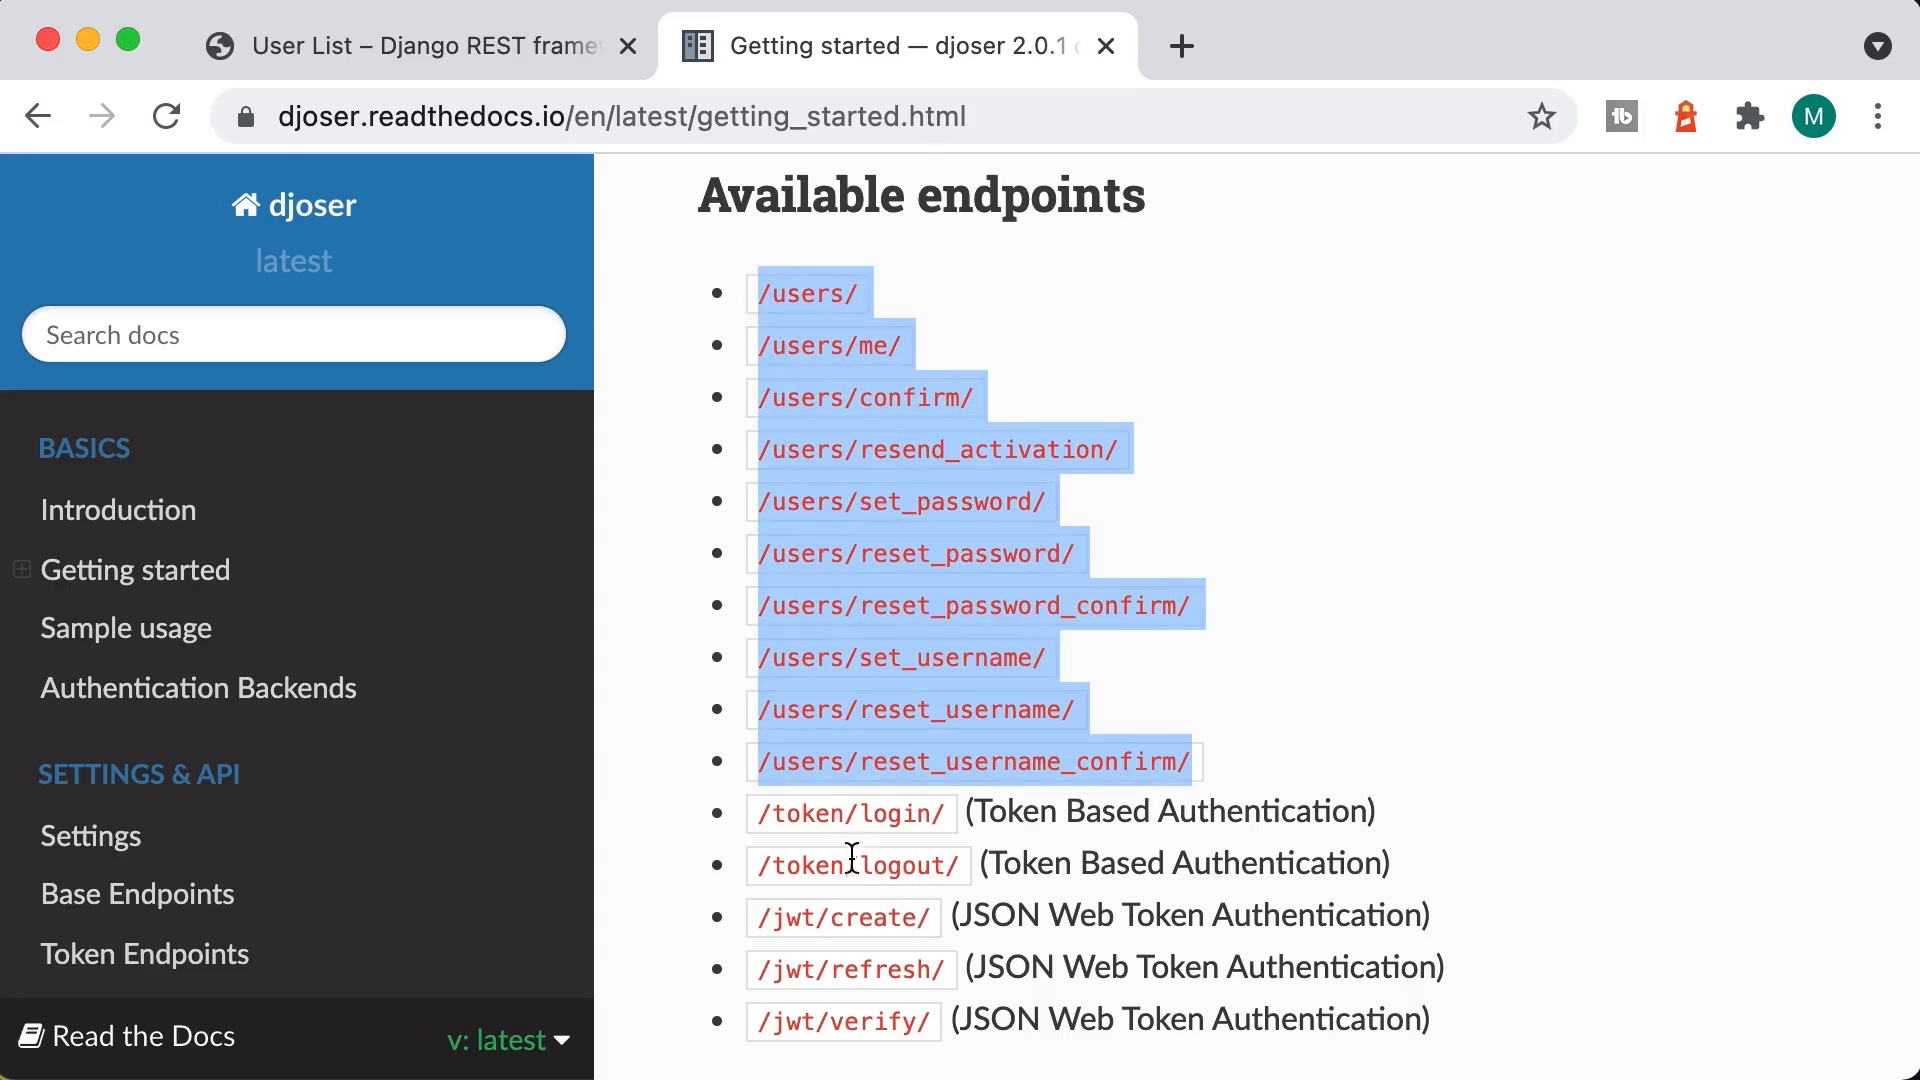 User List – Django REST frame
Getting started — djoser 2.0.1
djoser.readthedocs.io/en/latest/getting_started.html
M
djoser
latest
Search docs
BASICS
Introduction
Getting started
Sample usage
Authentication Backends
SETTINGS & API
Settings
Base Endpoints
Token Endpoints
Read the Docs
v: latest
Available endpoints
/users/
/users/me/
/users/confirm/
/users/resend_activation/
/users/set_password/
/users/reset_password/
/users/reset_password_confirm/
/users/set_username/
/users/reset_username/
/users/reset_username_confirm/
/token/login/ (Token Based Authentication)
/token/logout/ (Token Based Authentication)
/jwt/create/ (JSON Web Token Authentication)
/jwt/refresh/ (JSON Web Token Authentication)
/jwt/verify/ (JSON Web Token Authentication)